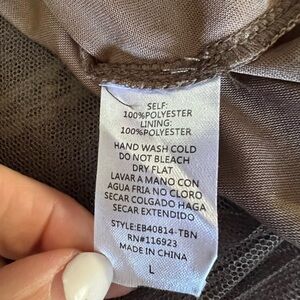 SELF:
100%POLYESTER
LINING:
100%POLYESTER
HAND WASH COLD
DO NOT BLEACH
DRY FLAT
LAVAR A MANO CON
AGUA FRIA NO CLORO
SECAR COLGADO HAGA
SECAR EXTENDIDO
STYLE:EB40814-TBN
RN#116923
MADE IN CHINA
L